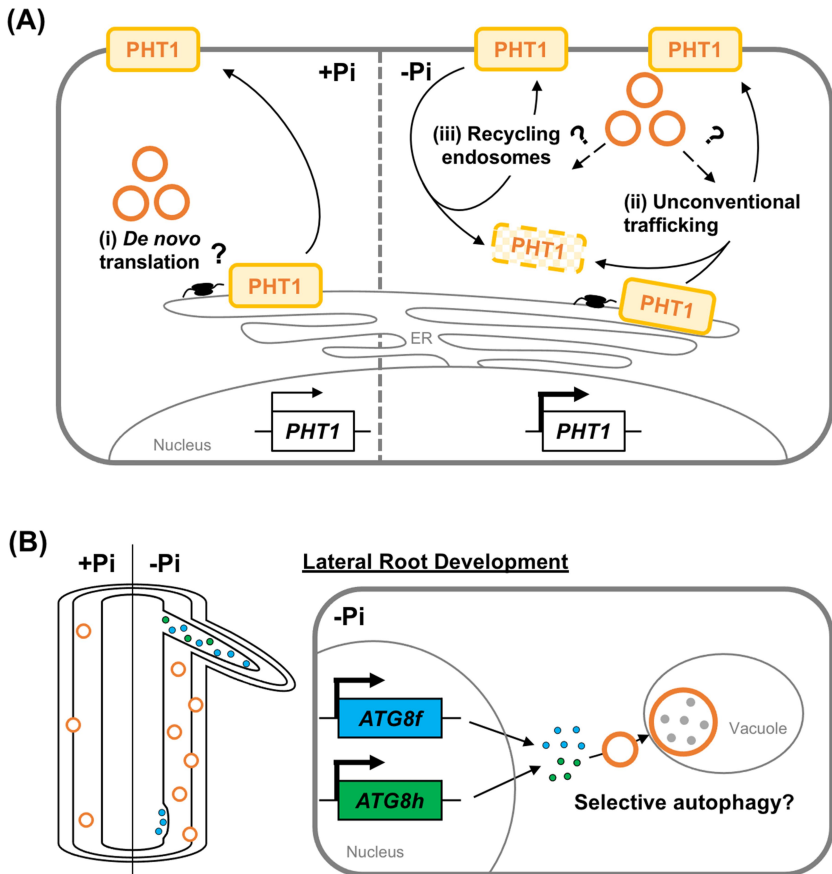 (A)
PHT1
+Pi
-Pi
PHT1
PHT1
(iii) Recycling
endosomes
?
?
(i) De novo
translation
?
(ii) Unconventional
trafficking
PHT1
PHT1
PHT1
ER
Nucleus
PHT1
PHT1
(B)
+Pi
-Pi
Lateral Root Development
-Pi
ATG8f
ATG8h
Vacuole
Selective autophagy?
Nucleus